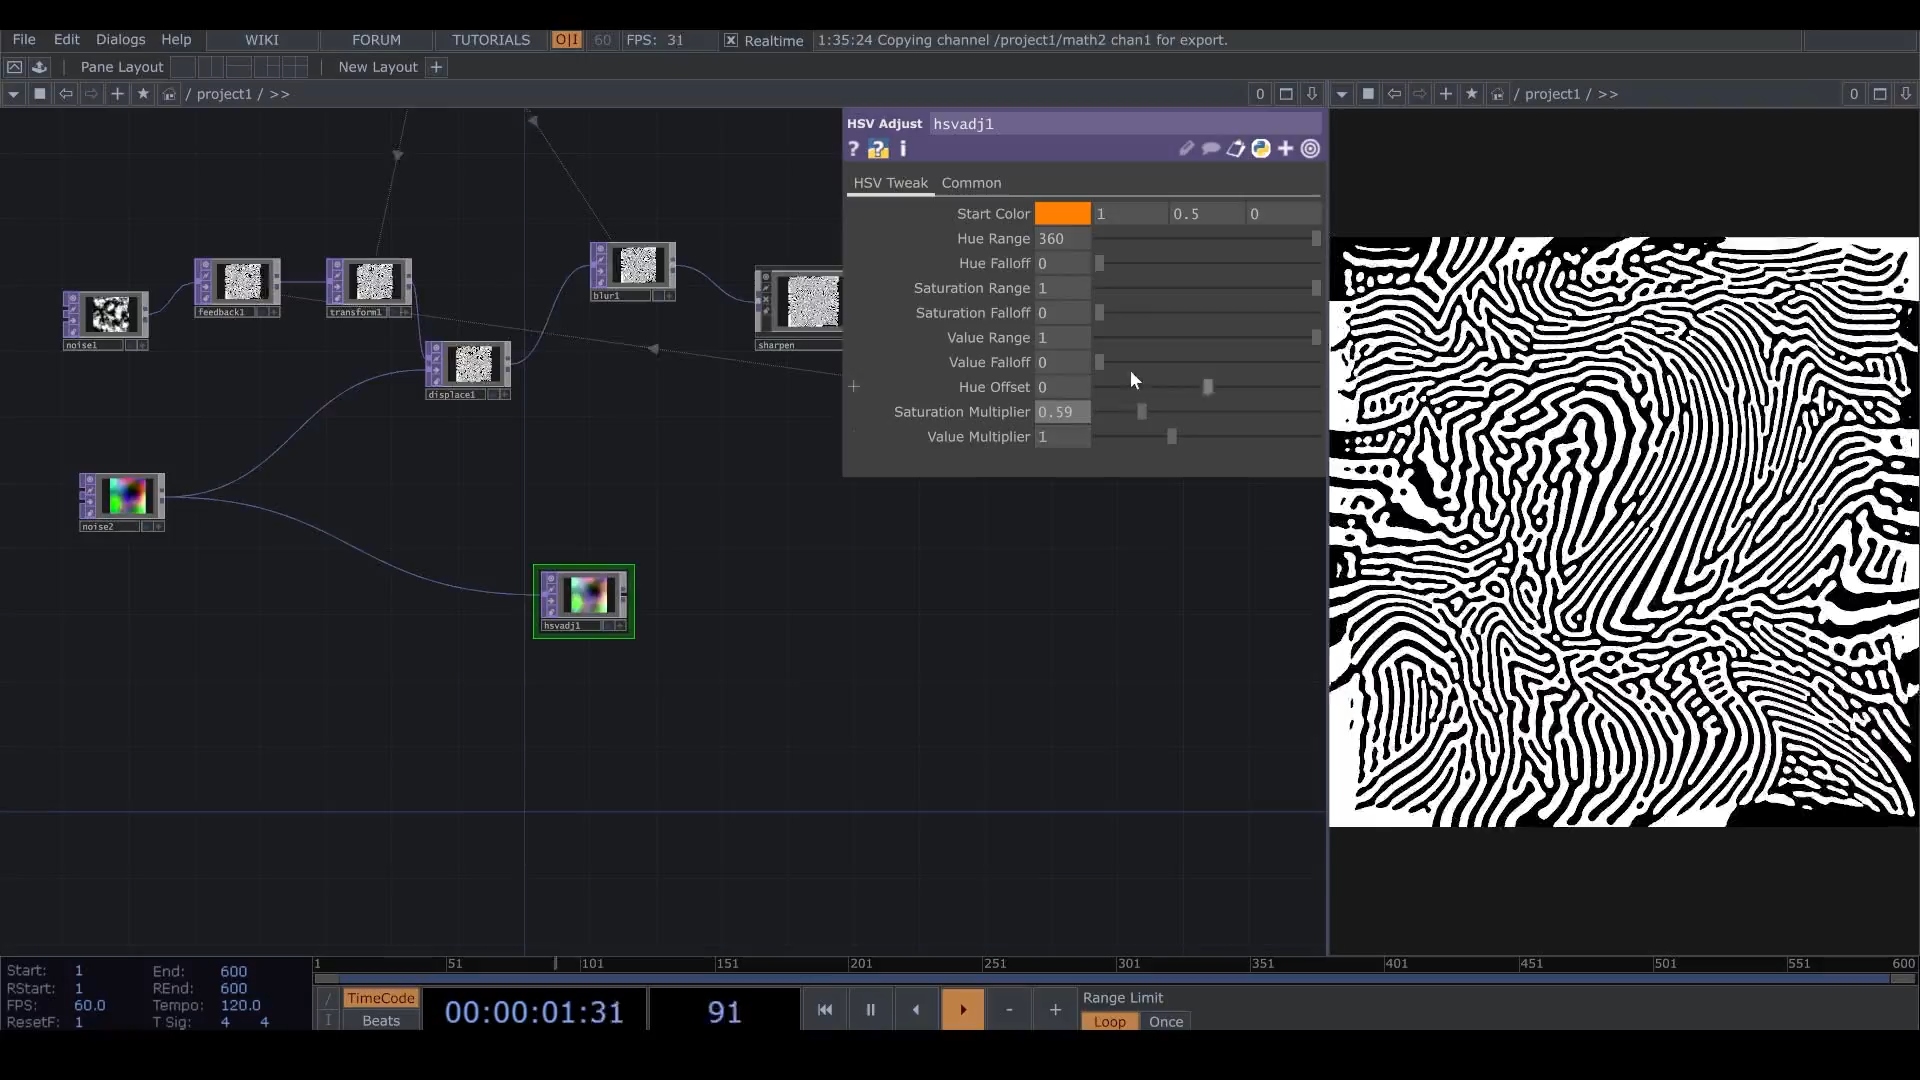 File Edit Dialogs Help WIKI FORUM TUTORIALS O|I 60 FPS: 31 Realtime 1:35:24 Copying channel /project1/math2 chan1 for export.
Pane Layout New Layout +
/ project1 / >> 0 / project1 / >> 0
HSV Adjust hsvadj1
? ? i
HSV Tweak Common
Start Color 1 0.5 0
Hue Range 360
Hue Falloff 0
Saturation Range 1
Saturation Falloff 0
Value Range 1
Value Falloff 0
Hue Offset 0
Saturation Multiplier 0.59
Value Multiplier 1
blur1
feedback1
transform1
noise1
sharpen
displace1
noise2
hsvadj1
1 51 101 151 201 251 301 351 401 451 501 551 600
Start: 1 End: 600
RStart: 1 REnd: 600
FPS: 60.0 Tempo: 120.0
ResetF: 1 T Sig: 4 4
TimeCode
Beats
00:00:01:31
91
- +
Range Limit
Loop Once